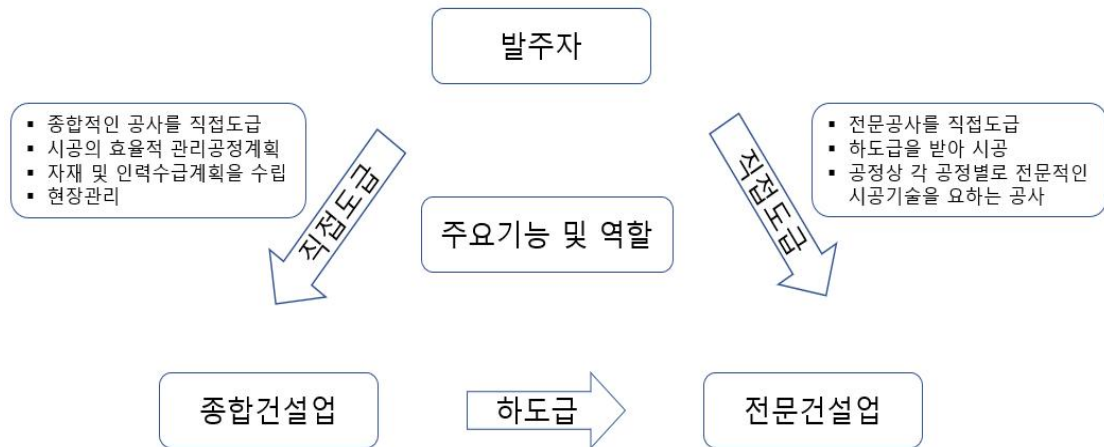 발주자
▪ 종합적인 공사를 직접도급
▪ 시공의 효율적 관리공정계획
▪ 자재 및 인력수급계획을 수립
▪ 현장관리
직접도급
주요기능 및 역할
직접도급
▪ 전문공사를 직접도급
▪ 하도급을 받아 시공
▪ 공정상 각 공정별로 전문적인
시공기술을 요하는 공사
종합건설업
하도급
전문건설업